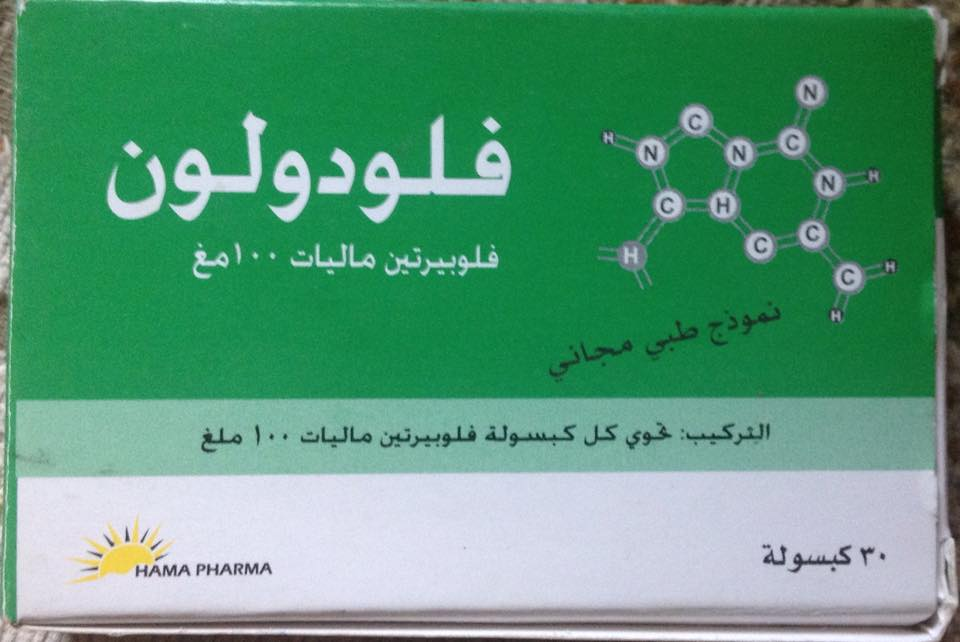 فلودولون
فلوبيرتين ماليات ١٠٠مغ
نموذج طبي مجاني
التركيب: تحوي كل كبسولة فلوبيرتين ماليات ١٠٠ ملغ
٣٠ كبسولة
HAMA PHARMA
N
C
H
N
N
C
N
H
C
H
C
C
H
C
H
H